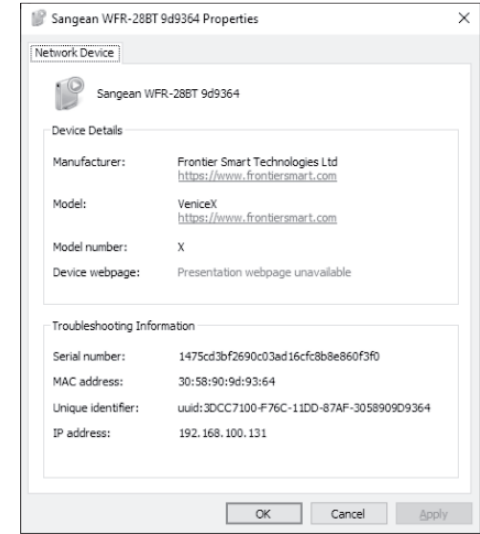 Sangean WFR-28BT 9d9364 Properties
Network Device
Sangean WFR-28BT 9d9364
Device Details
Manufacturer: Frontier Smart Technologies Ltd
https://www.frontiersmart.com
Model: VeniceX
https://www.frontiersmart.com
Model number: X
Device webpage: Presentation webpage unavailable
Troubleshooting Information
Serial number: 1475cd3bf2690c03ad16cfc8b8e860f3f0
MAC address: 30:58:90:9d:93:64
Unique identifier: uuid:3DCC7100-F76C-11DD-87AF-3058909D9364
IP address: 192.168.100.131
OK Cancel Apply